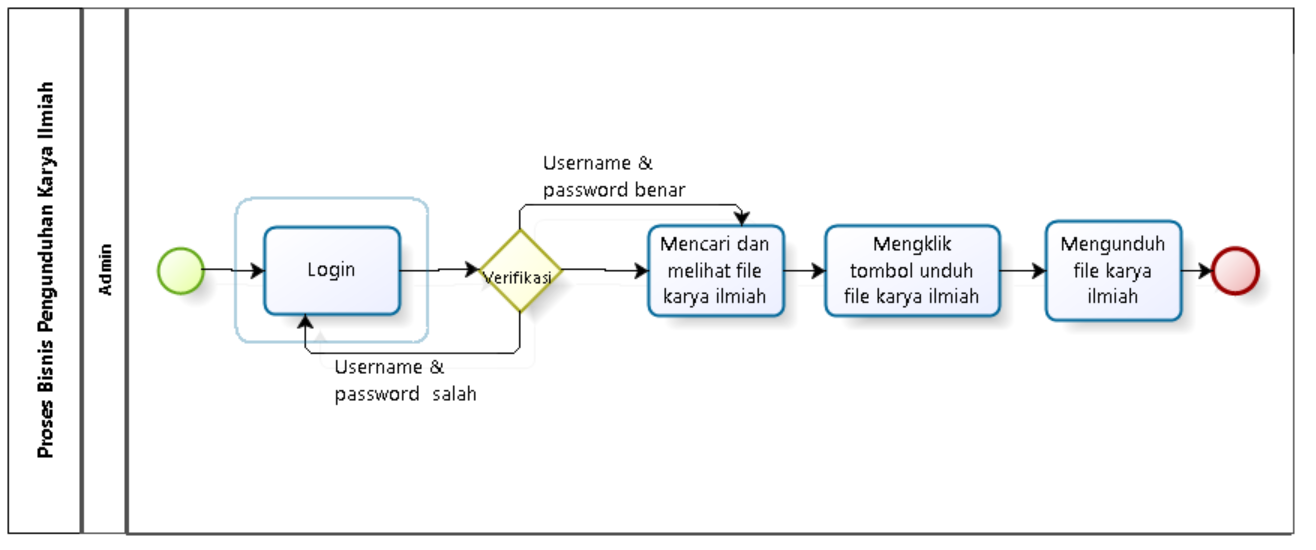 Proses Bisnis Pengunduhan Karya Ilmiah
Admin
Login
Verifikasi
Username &
password benar
Username &
password salah
Mencari dan
melihat file
karya ilmiah
Mengklik
tombol unduh
file karya ilmiah
Mengunduh
file karya
ilmiah